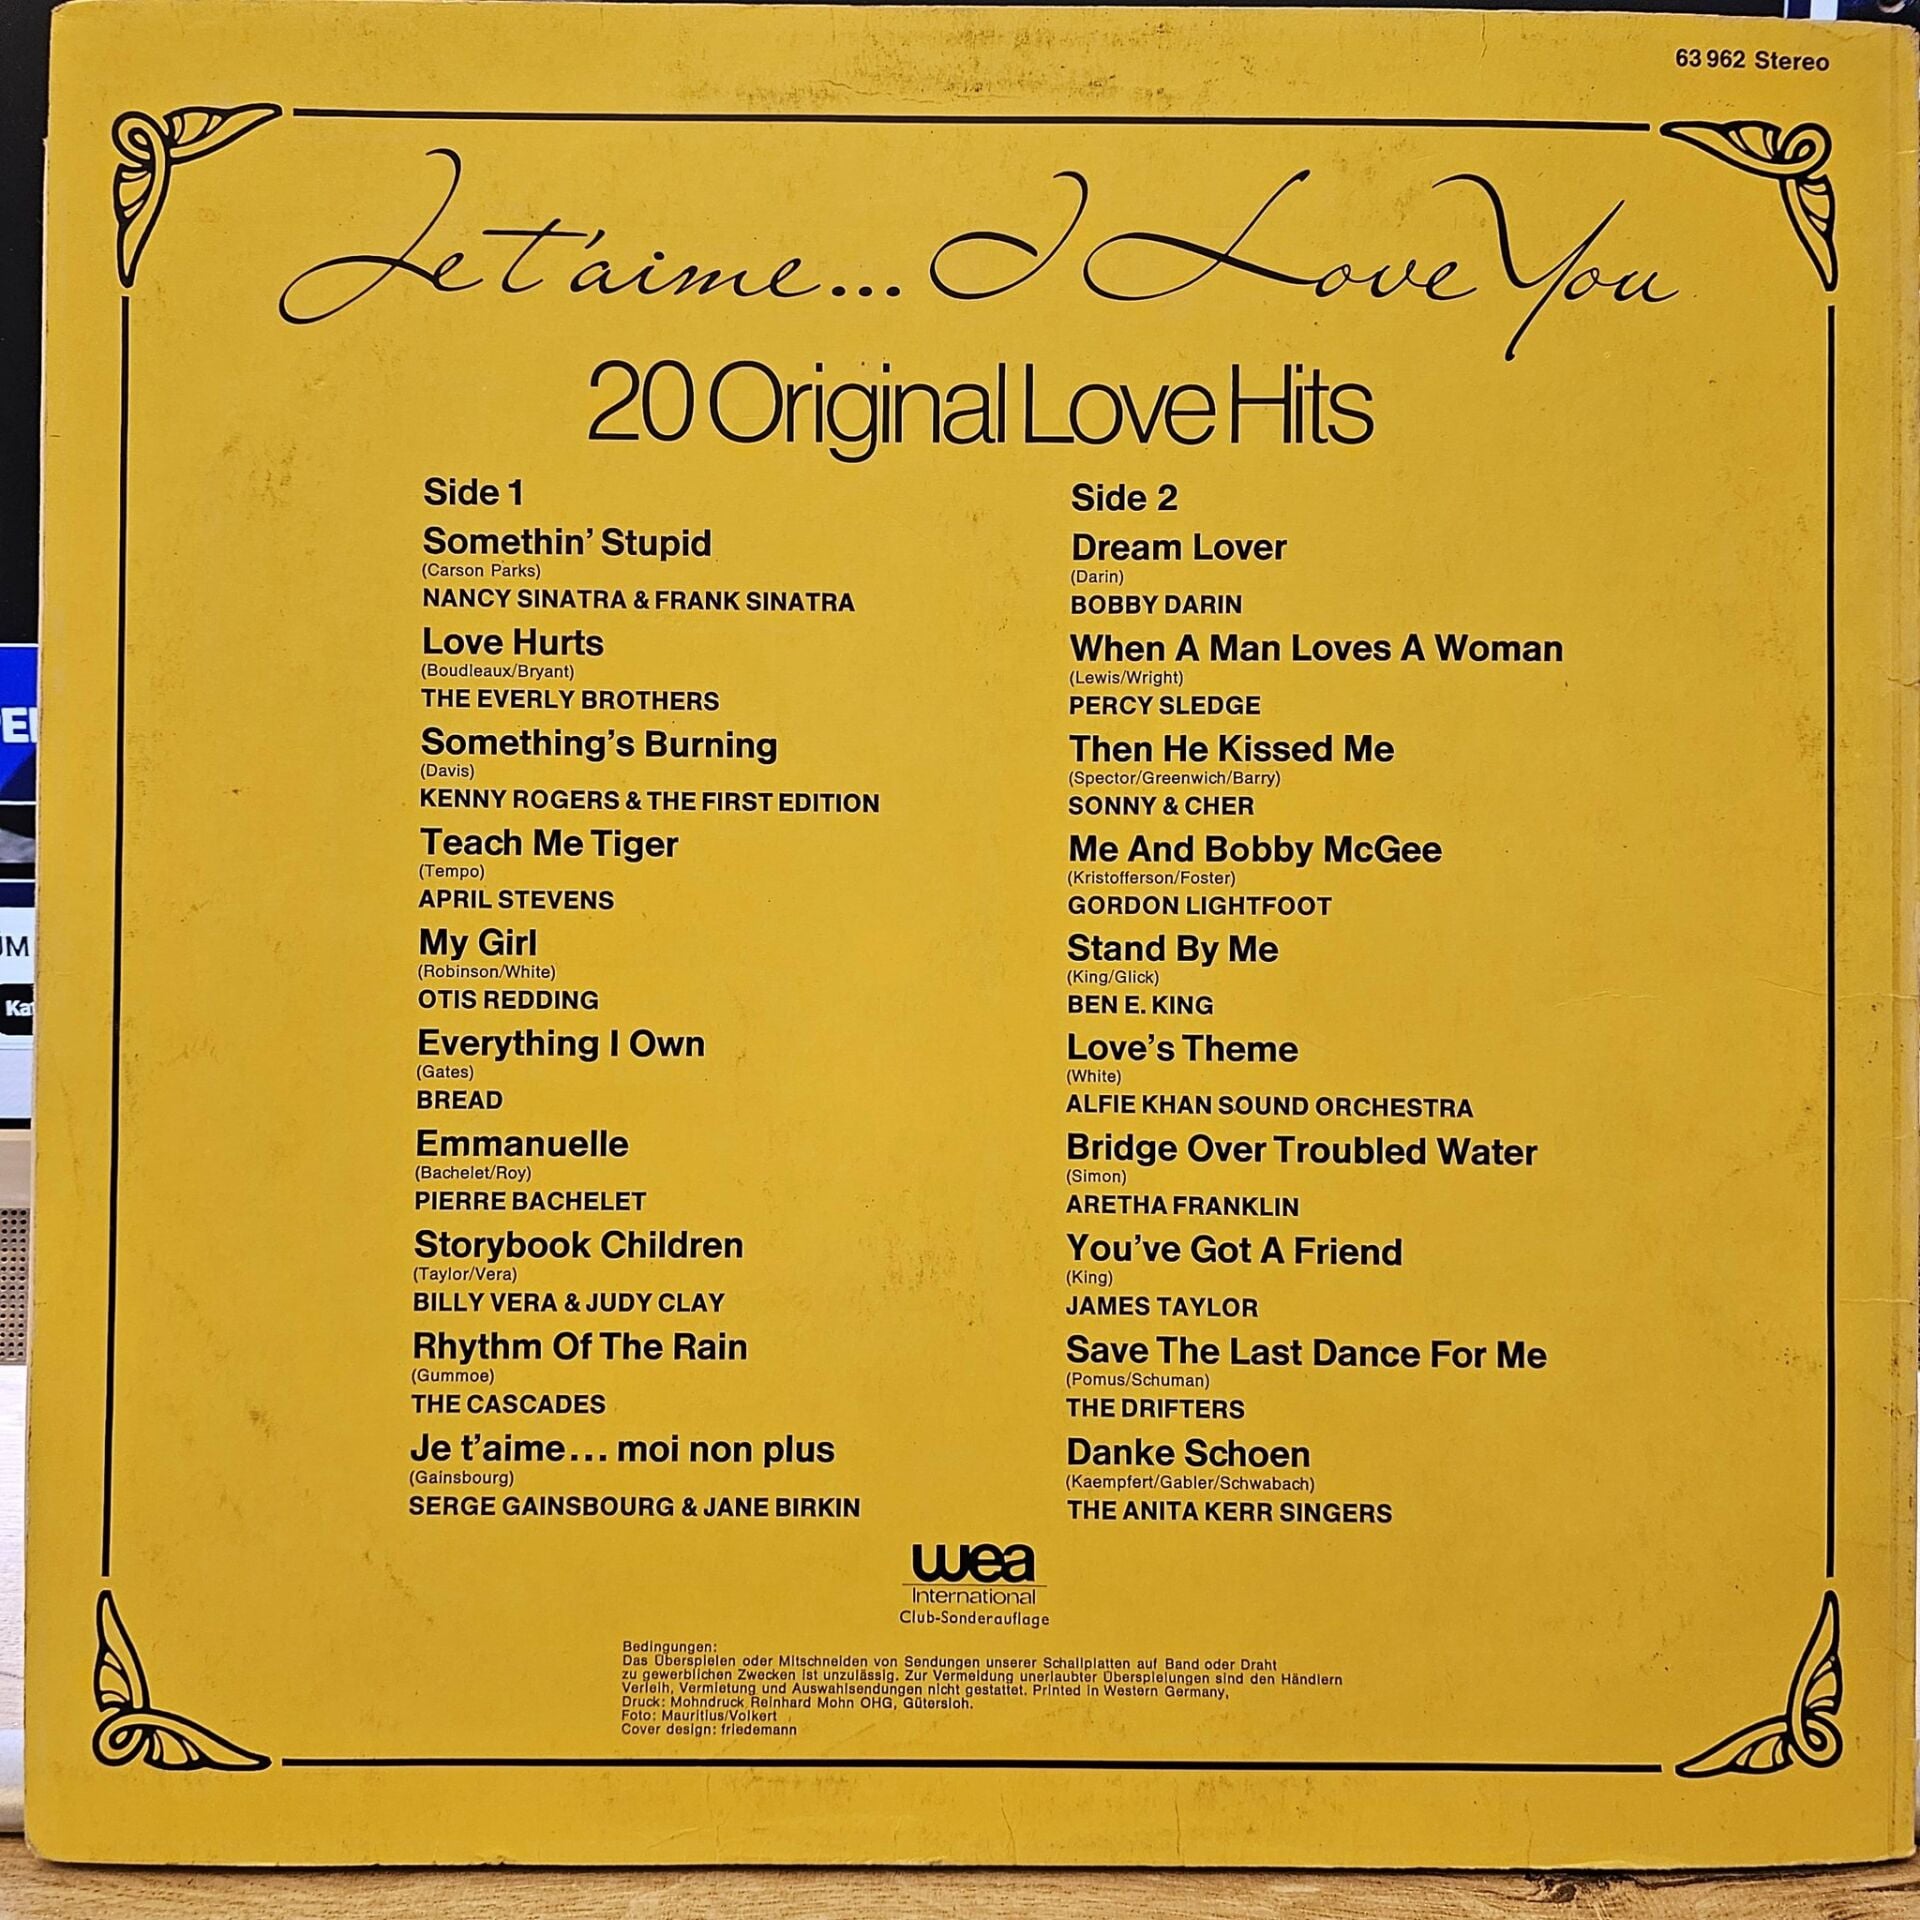 63 962 Stereo
Je t'aime... I Love You
20 Original Love Hits
Side 1
Somethin' Stupid
(Carson Parks)
NANCY SINATRA & FRANK SINATRA
Love Hurts
(Boudleaux/Bryant)
THE EVERLY BROTHERS
Something's Burning
(Davis)
KENNY ROGERS & THE FIRST EDITION
Teach Me Tiger
(Tempo)
APRIL STEVENS
My Girl
(Robinson/White)
OTIS REDDING
Everything I Own
(Gates)
BREAD
Emmanuelle
(Bachelet/Roy)
PIERRE BACHELET
Storybook Children
(Taylor/Vera)
BILLY VERA & JUDY CLAY
Rhythm Of The Rain
(Gummoe)
THE CASCADES
Je t'aime... moi non plus
(Gainsbourg)
SERGE GAINSBOURG & JANE BIRKIN
Side 2
Dream Lover
(Darin)
BOBBY DARIN
When A Man Loves A Woman
(Lewis/Wright)
PERCY SLEDGE
Then He Kissed Me
(Spector/Greenwich/Barry)
SONNY & CHER
Me And Bobby McGee
(Kristofferson/Foster)
GORDON LIGHTFOOT
Stand By Me
(King/Glick)
BEN E. KING
Love's Theme
(White)
ALFIE KHAN SOUND ORCHESTRA
Bridge Over Troubled Water
(Simon)
ARETHA FRANKLIN
You've Got A Friend
(King)
JAMES TAYLOR
Save The Last Dance For Me
(Pomus/Schuman)
THE DRIFTERS
Danke Schoen
(Kaempfert/Gabler/Schwabach)
THE ANITA KERR SINGERS
wea
International
Club-Sonderauflage
Bedingungen:
Das Überspielen oder Mitschneiden von Sendungen unserer Schallplatten auf Band oder Draht
zu gewerblichen Zwecken ist unzulässig. Zur Vermeidung unerlaubter Überspielungen sind den Händlern
Verleih, Vermietung und Auswahlsendungen nicht gestattet. Printed in Western Germany,
Druck: Mohndruck Reinhard Mohn OHG, Gütersloh.
Foto: Mauritius/Volkert
Cover design: friedemann